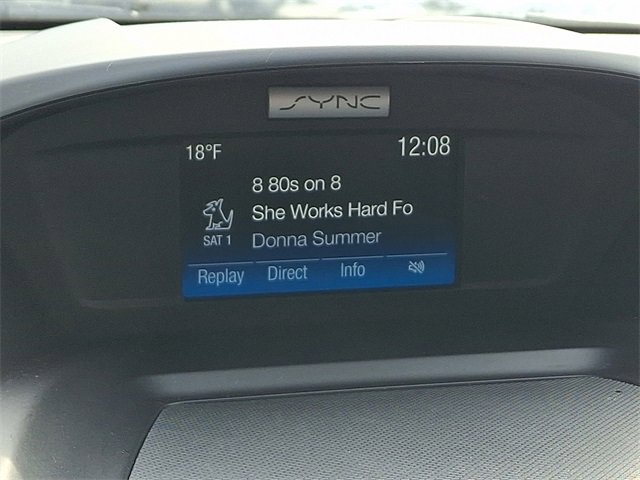 SYNC
18°F 12:08
8 80s on 8
She Works Hard Fo
SAT 1 Donna Summer
Replay Direct Info